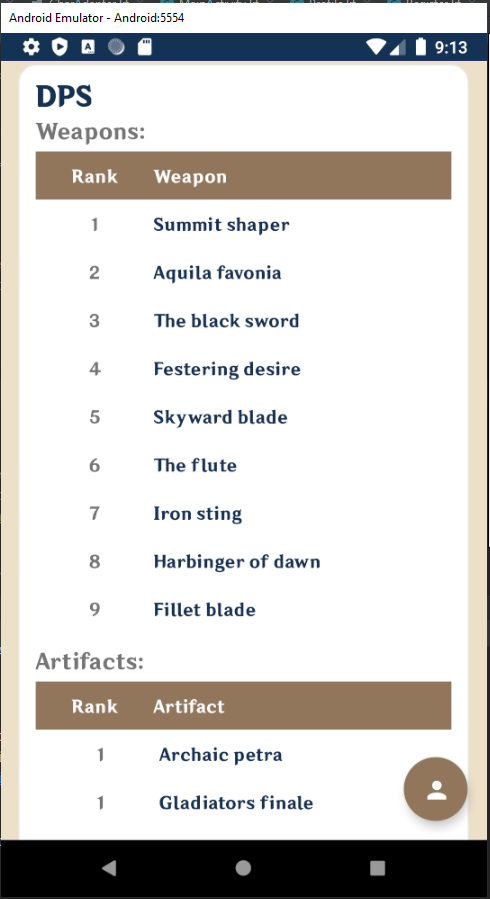 Android Emulator - Android:5554
9:13
DPS
Weapons:
Rank Weapon
1 Summit shaper
2 Aquila favonia
3 The black sword
4 Festering desire
5 Skyward blade
6 The flute
7 Iron sting
8 Harbinger of dawn
9 Fillet blade
Artifacts:
Rank Artifact
1 Archaic petra
1 Gladiators finale